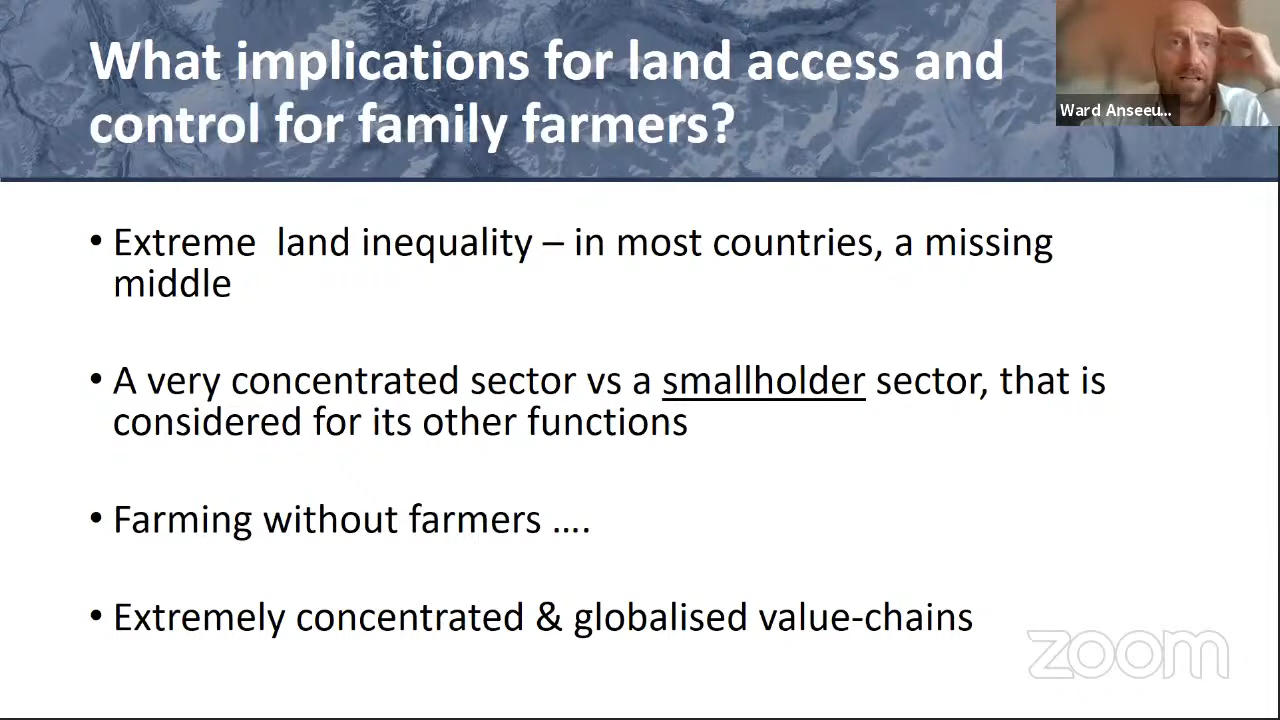 What implications for land access and
control for family farmers?
Ward Anseeu...
• Extreme  land inequality – in most countries, a missing
middle
• A very concentrated sector vs a smallholder sector, that is
considered for its other functions
• Farming without farmers ....
• Extremely concentrated & globalised value-chains
zoom